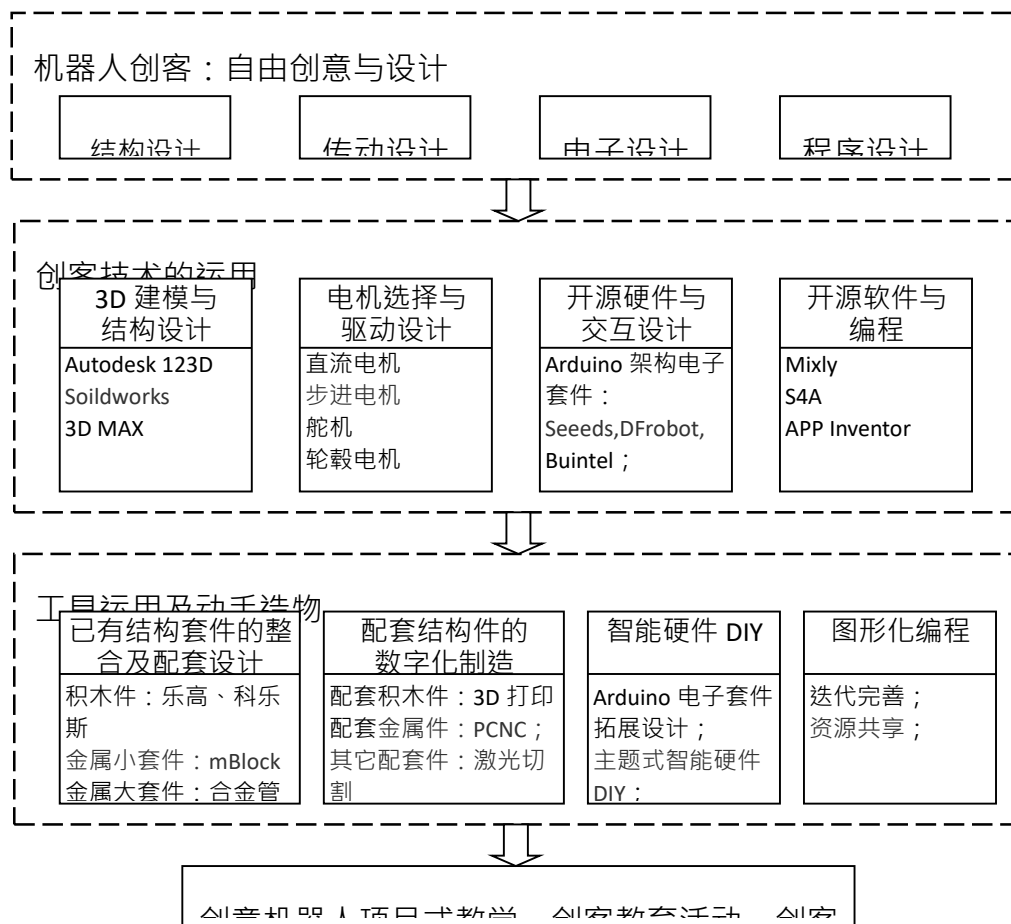 机器人创客：自由创意与设计
结构设计
传动设计
电子设计
程序设计
创客技术的运用
3D 建模与
结构设计
Autodesk 123D
Soildworks
3D MAX
电机选择与
驱动设计
直流电机
步进电机
舵机
轮毂电机
开源硬件与
交互设计
Arduino 架构电子
套件：
Seeeds,DFrobot,
Buintel；
开源软件与
编程
Mixly
S4A
APP Inventor
工具运用及动手造物
已有结构套件的整
合及配套设计
积木件：乐高、科乐
斯
金属小套件：mBlock
金属大套件：合金管
配套结构件的
数字化制造
配套积木件：3D 打印
配套金属件：PCNC；
其它配套件：激光切
割
智能硬件 DIY
Arduino 电子套件
拓展设计；
主题式智能硬件
DIY；
图形化编程
迭代完善；
资源共享；
创意机器人项目式教学、创客教育活动、创客